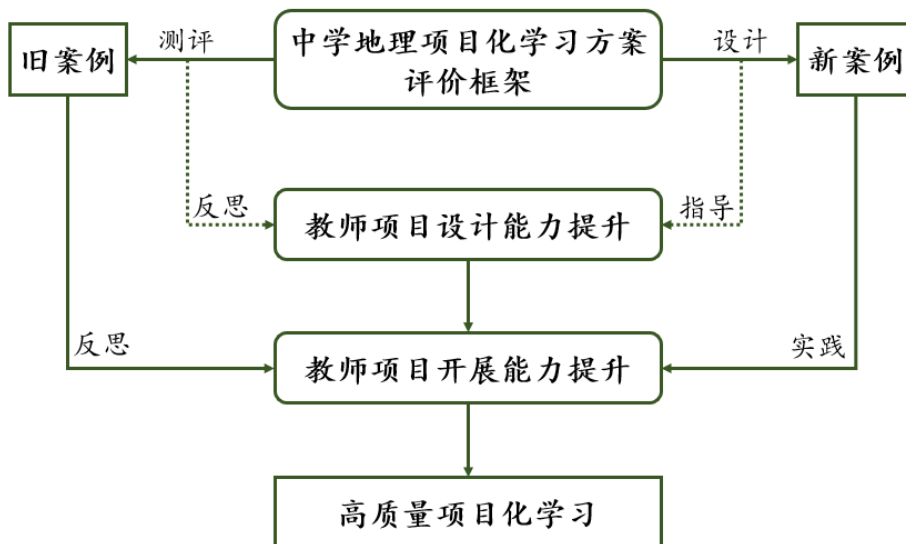 旧案例
测评
中学地理项目化学习方案
评价框架
设计
新案例
反思
教师项目设计能力提升
指导
反思
教师项目开展能力提升
实践
高质量项目化学习